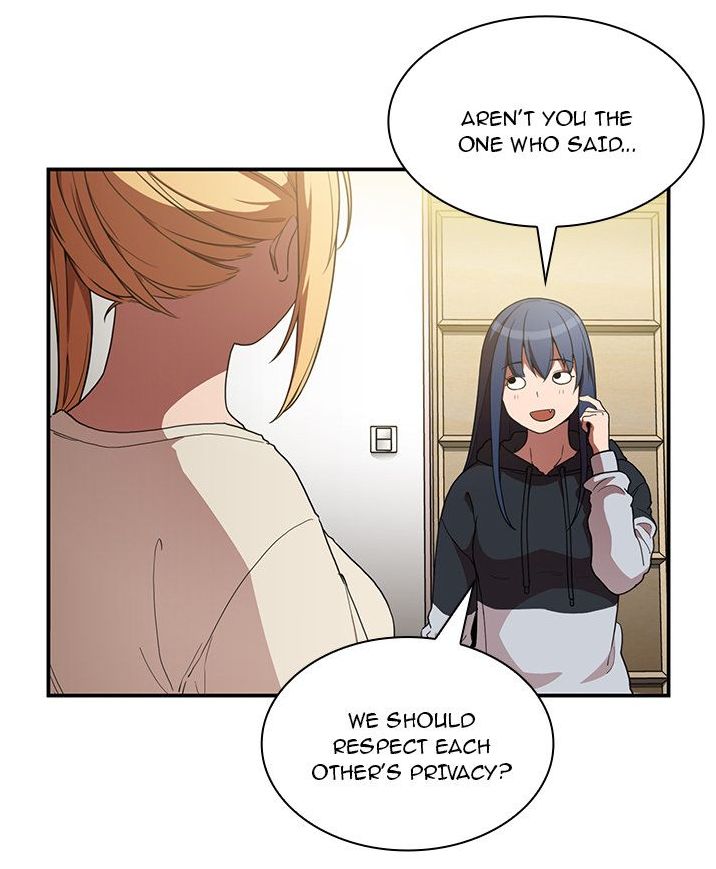 AREN'T YOU THE
ONE WHO SAID...
WE SHOULD
RESPECT EACH
OTHER'S PRIVACY?